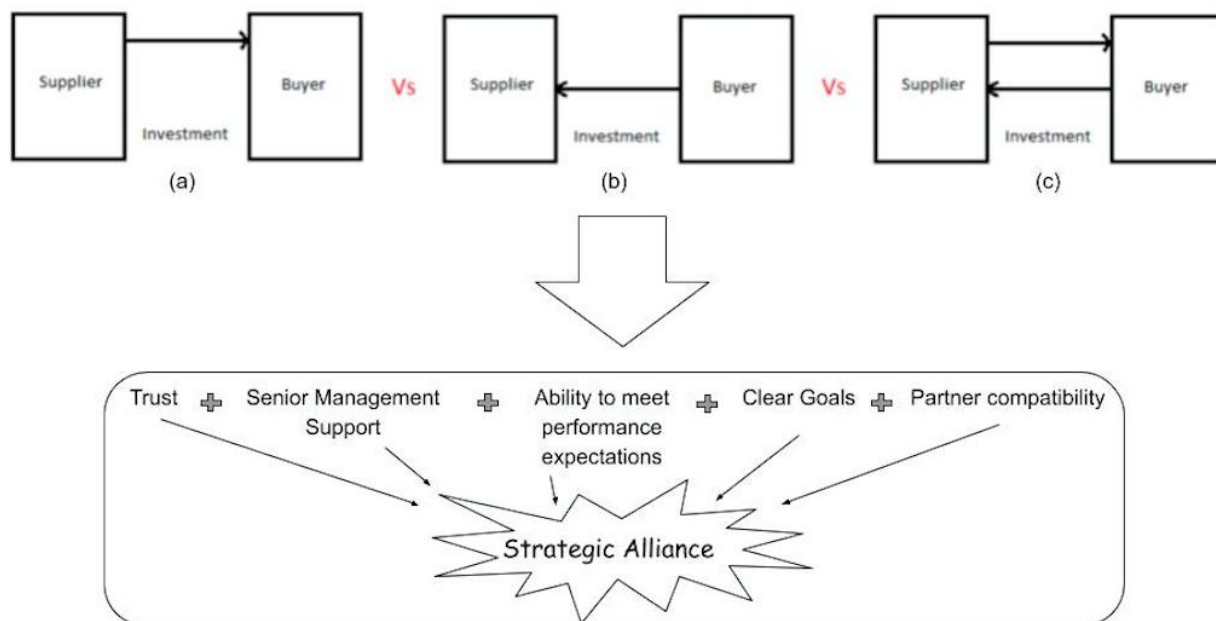 Supplier
Buyer
Investment
(a)
Vs
Supplier
Buyer
Investment
(b)
Vs
Supplier
Buyer
Investment
(c)
Trust
Senior Management
Support
Ability to meet
performance
expectations
Clear Goals
Partner compatibility
Strategic Alliance